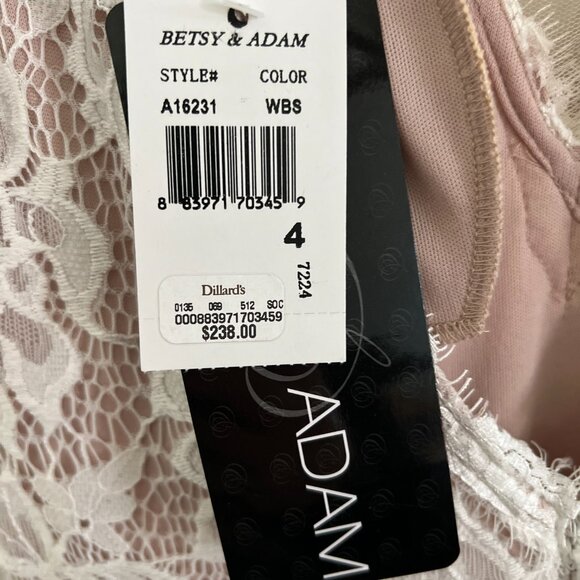 BETSY & ADAM
STYLE# COLOR
A16231 WBS
8 83971 70345 9
4
7224
Dillard's
0135 069 512 SOC
000883971703459
$238.00
ADAM